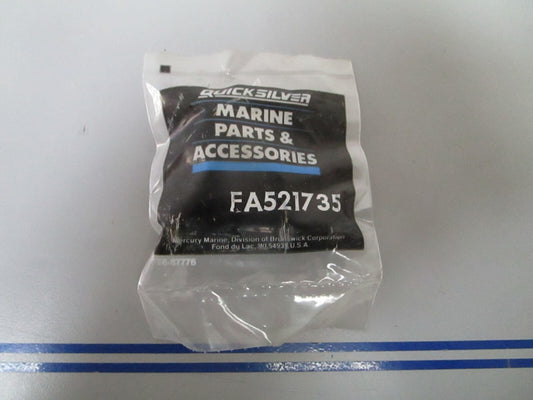 QUICKSILVER
MARINE
PARTS &
ACCESSORIES
FA521735
Mercury Marine, Division of Brunswick Corporation
Fond du Lac, WI 54935 U.S.A.